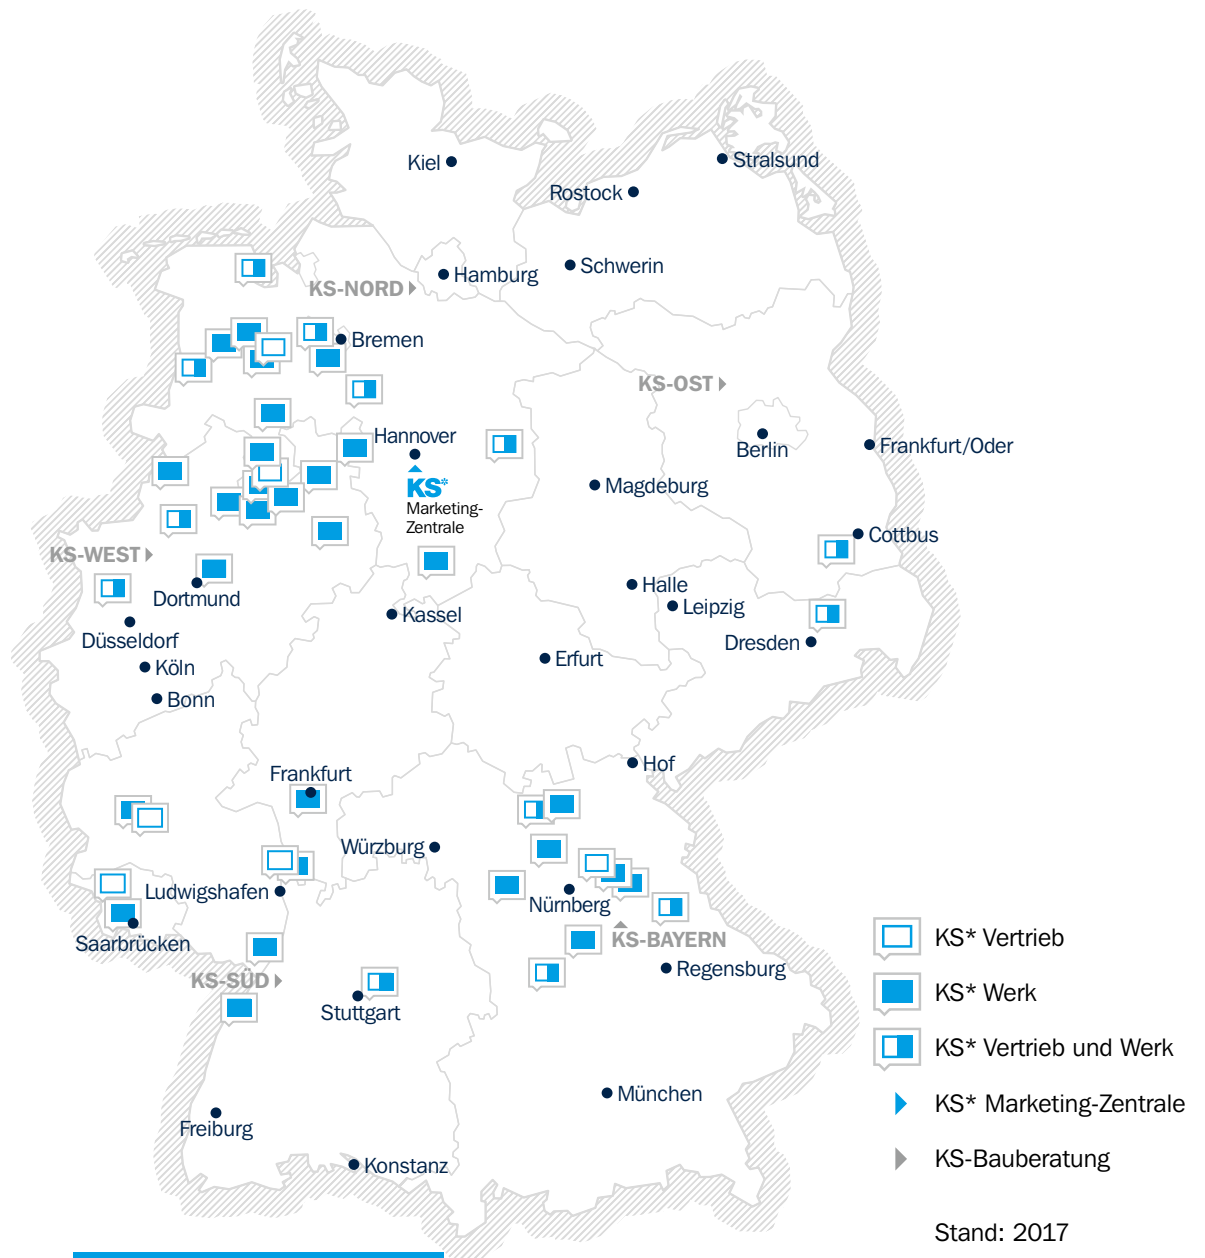 Kiel
Stralsund
Rostock
Schwerin
Hamburg
KS-NORD
Bremen
KS-OST
Hannover
Berlin
Frankfurt/Oder
KS*
Marketing-
Zentrale
Magdeburg
Cottbus
KS-WEST
Dortmund
Halle
Leipzig
Kassel
Düsseldorf
Dresden
Köln
Erfurt
Bonn
Hof
Frankfurt
Würzburg
Ludwigshafen
Nürnberg
Saarbrücken
KS-BAYERN
KS-SÜD
Regensburg
Stuttgart
München
Freiburg
Konstanz
KS* Vertrieb
KS* Werk
KS* Vertrieb und Werk
KS* Marketing-Zentrale
KS-Bauberatung
Stand: 2017